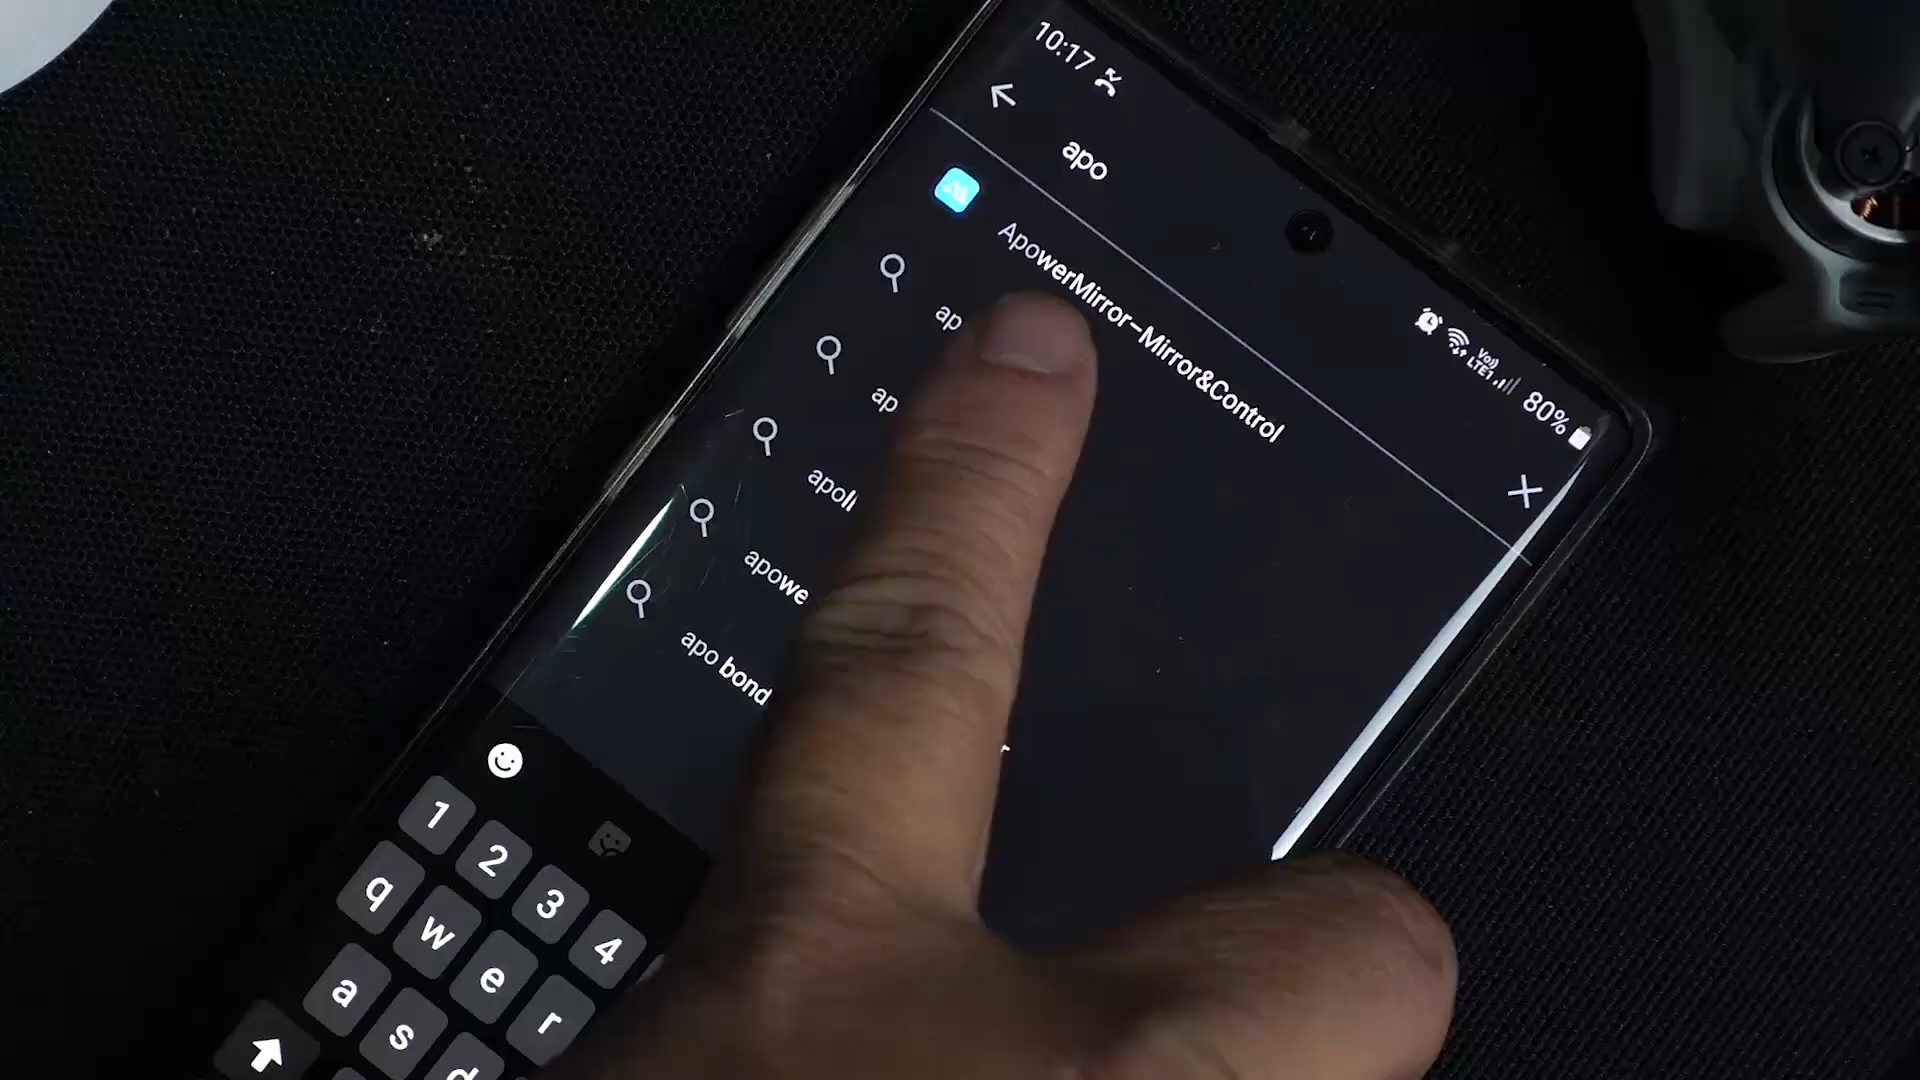 10:17
80%
apo
ApowerMirror-Mirror&Control
ap
ap
apoll
apowe
apo bond
1 2 3 4
q w e r
a s d